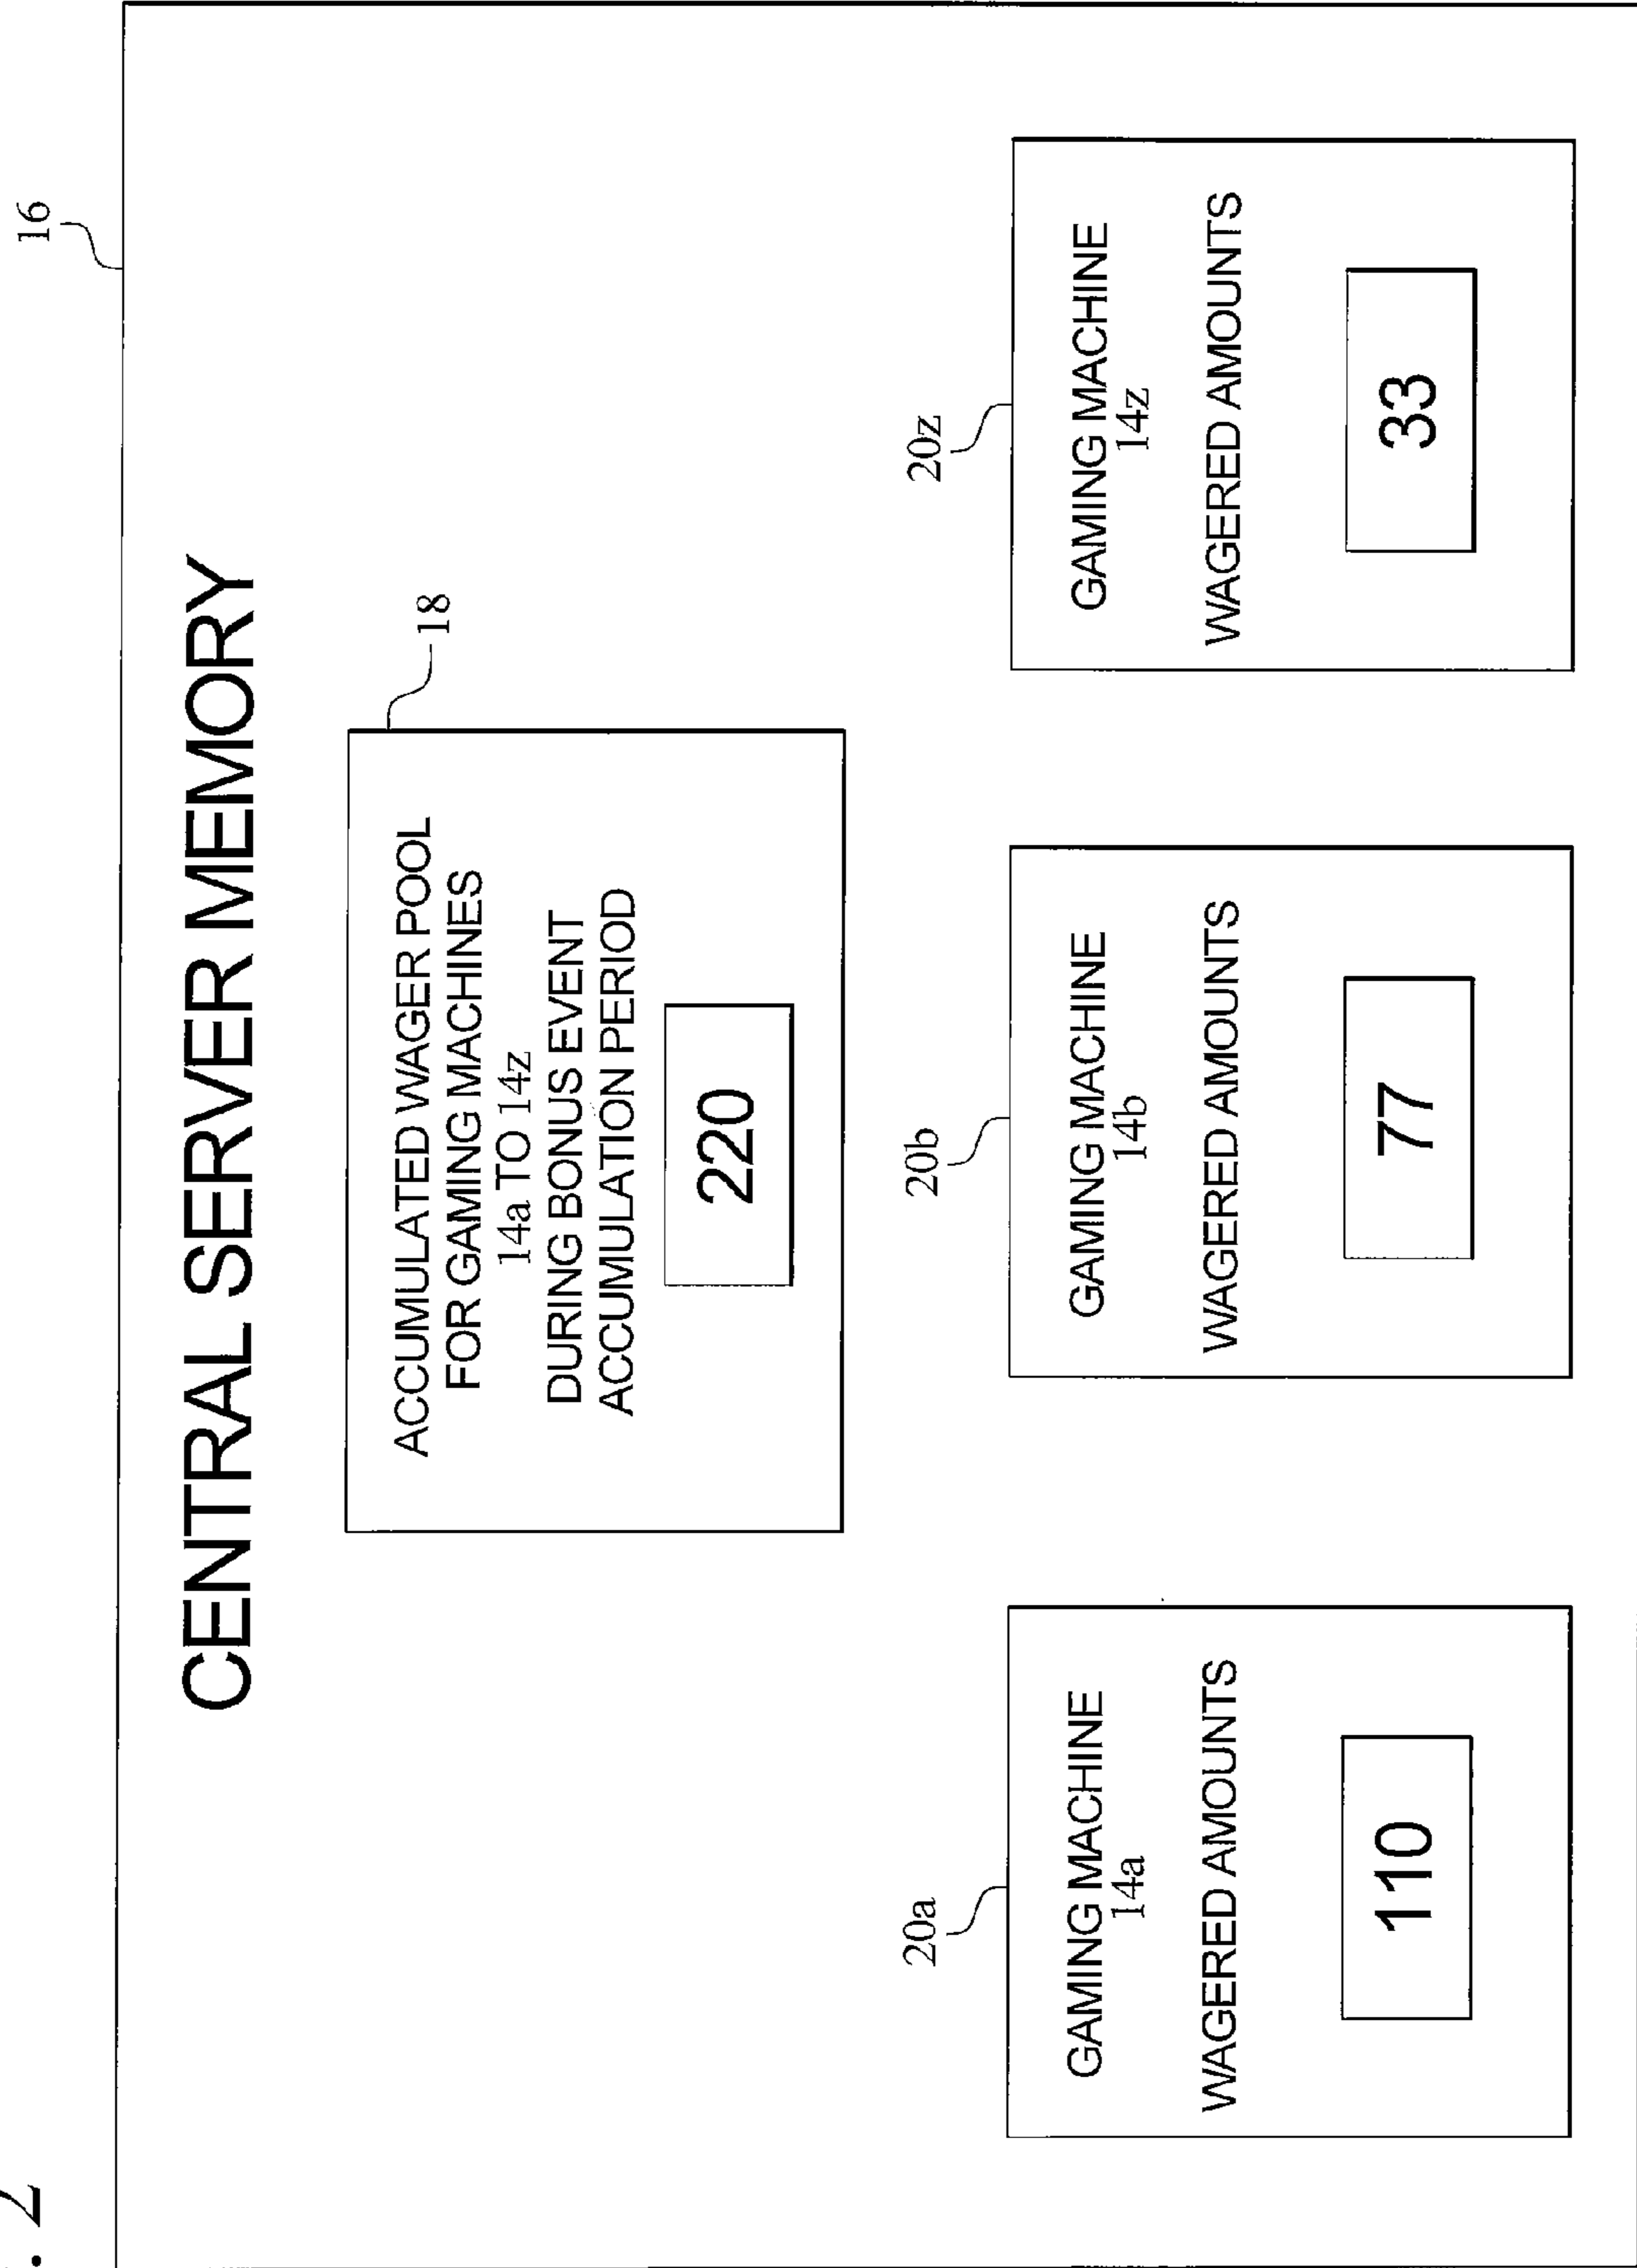 . 2
16
CENTRAL SERVER MEMORY
18
ACCUMULATED WAGER POOL
FOR GAMING MACHINES
14a TO 14z
DURING BONUS EVENT
ACCUMULATION PERIOD
220
20a
GAMING MACHINE
14a
WAGERED AMOUNTS
110
20b
GAMING MACHINE
14b
WAGERED AMOUNTS
77
20z
GAMING MACHINE
14z
WAGERED AMOUNTS
33